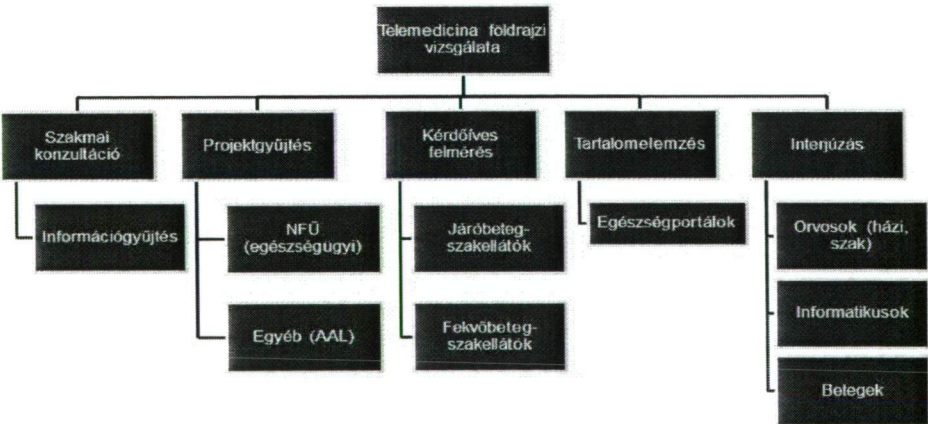 Telemedicina földrajzi
vizsgálata
Szakmai
konzultáció
Projektgyűjtés
Kérdőíves
felmérés
Tartalomelemzés
Interjúzás
Információgyűjtés
NFÜ
(egészségügyi)
Egyéb (AAL)
Járóbeteg-
szakellátók
Fekvőbeteg-
szakellátók
Egészségportálok
Orvosok (házi,
szak)
Informatikusok
Betegek